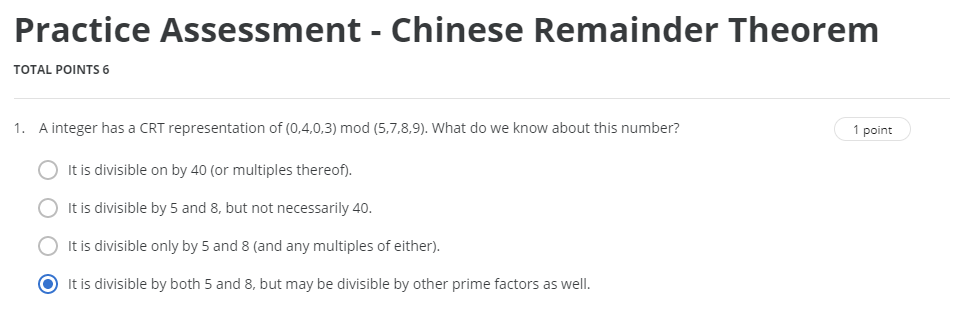 Practice Assessment - Chinese Remainder Theorem
TOTAL POINTS 6
1. A integer has a CRT representation of (0,4,0,3) mod (5,7,8,9). What do we know about this number?
1 point
It is divisible on by 40 (or multiples thereof).
It is divisible by 5 and 8, but not necessarily 40.
It is divisible only by 5 and 8 (and any multiples of either).
It is divisible by both 5 and 8, but may be divisible by other prime factors as well.